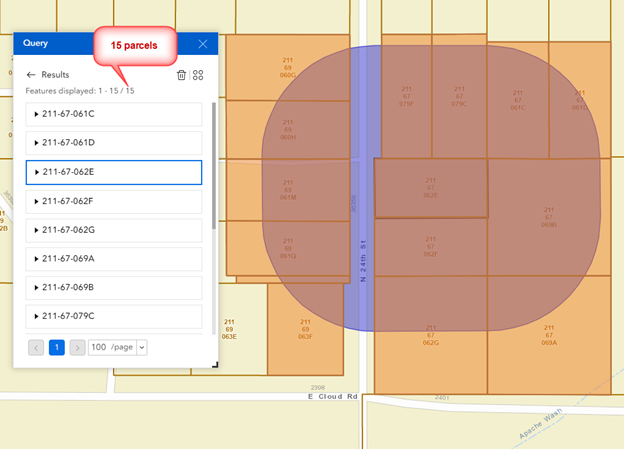 Query
15 parcels
Results
Features displayed: 1 - 15 / 15
211-67-061C
211-67-061D
211-67-062E
211-67-062F
211-67-062G
211-67-069A
211-67-069B
211-67-079C
1
100 /page
211
69
060G
211
69
060H
211
69
061M
211
69
061Q
211
69
063E
211
69
063F
211
67
079F
211
67
079C
211
67
061C
211
67
061D
211
67
062E
211
67
062F
211
67
069B
211
67
062G
211
67
069A
N 24th St
2398
E Cloud Rd
2401
Apache Wash